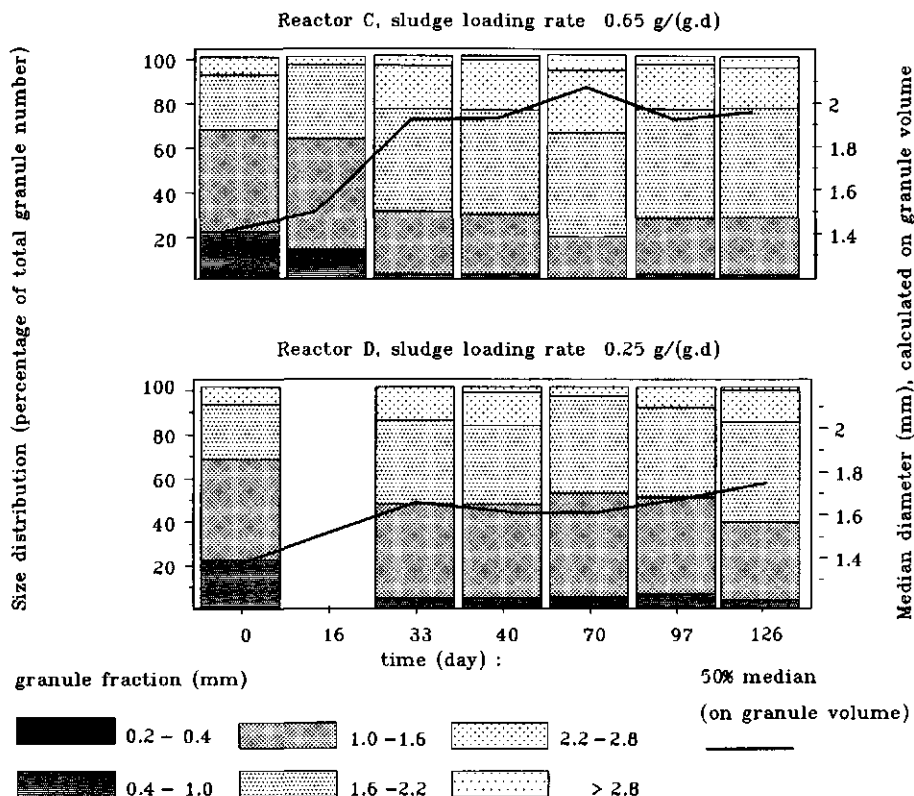 Reactor C, sludge loading rate 0.65 g/(g.d)
Size distribution (percentage of total granule number)
100
80
60
40
20
2
1.8
1.6
1.4
Median diameter (mm), calculated on granule volume
Reactor D, sludge loading rate 0.25 g/(g.d)
100
80
60
40
20
2
1.8
1.6
1.4
0 16 33 40 70 97 126
time (day) :
granule fraction (mm)
50% median
(on granule volume)
0.2 - 0.4 1.0 -1.6 2.2 -2.8
0.4 - 1.0 1.6 -2.2 > 2.8